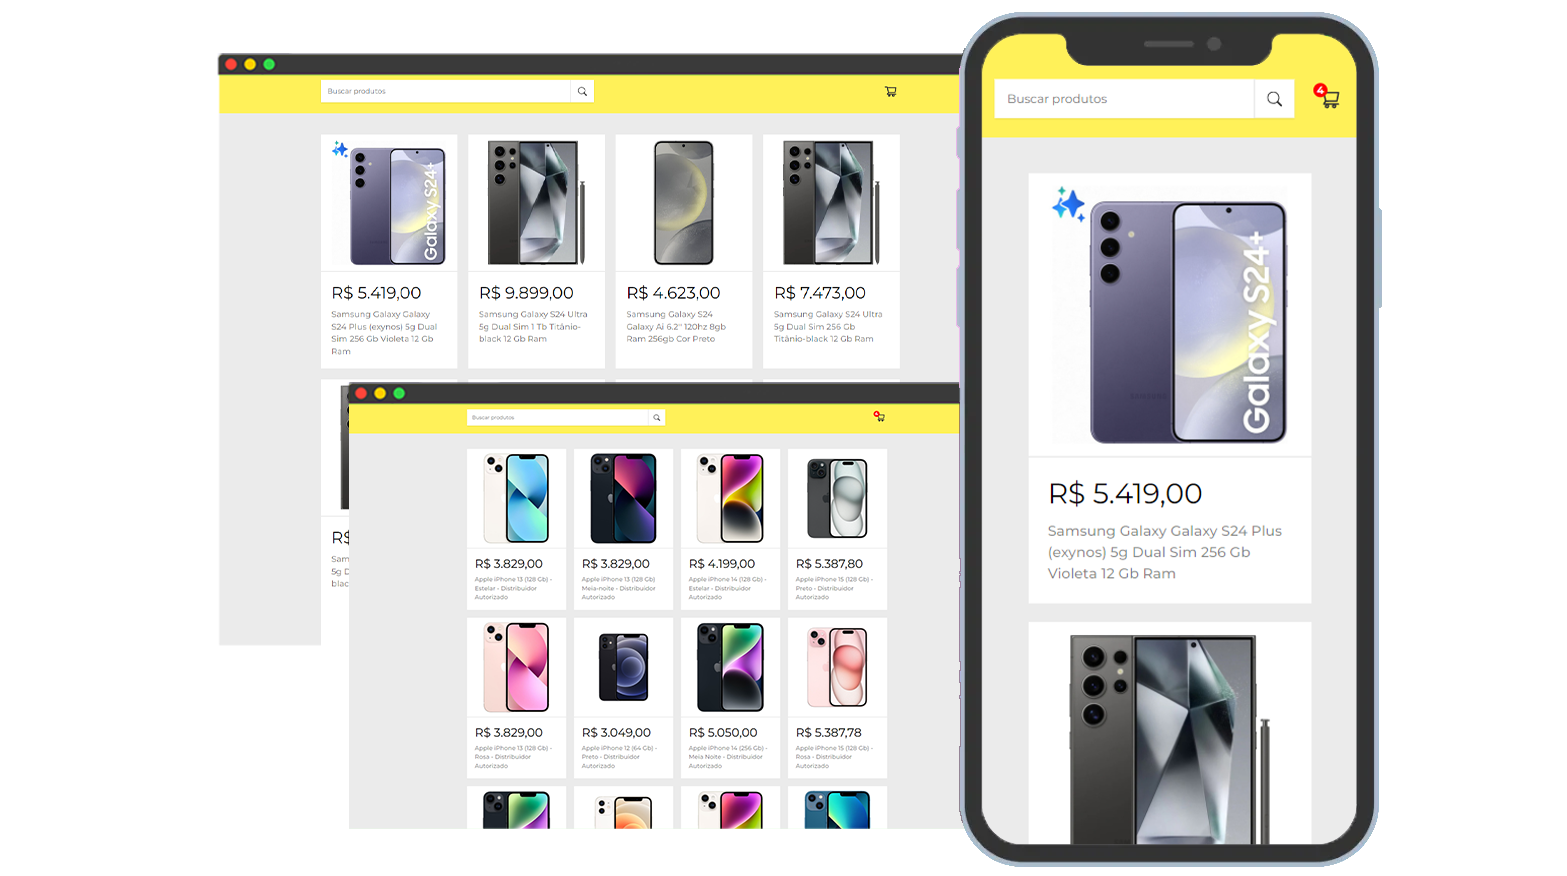 Buscar produtos
Galaxy S24+
R$ 5.419,00
Samsung Galaxy Galaxy
S24 Plus (exynos) 5g Dual
Sim 256 Gb Violeta 12 Gb
Ram
R$ 9.899,00
Samsung Galaxy S24 Ultra
5g Dual Sim 1 Tb Titânio-
black 12 Gb Ram
R$ 4.623,00
Samsung Galaxy S24
Galaxy Ai 6.2" 120hz 8gb
Ram 256gb Cor Preto
R$ 7.473,00
Samsung Galaxy S24 Ultra
5g Dual Sim 256 Gb
Titânio-black 12 Gb Ram
R$
Sam
5g D
blac
Buscar produtos
4
R$ 3.829,00
Apple iPhone 13 (128 Gb) -
Estelar - Distribuidor
Autorizado
R$ 3.829,00
Apple iPhone 13 (128 Gb)
Meia-noite - Distribuidor
Autorizado
R$ 4.199,00
Apple iPhone 14 (128 Gb) -
Estelar - Distribuidor
Autorizado
R$ 5.387,80
Apple iPhone 15 (128 Gb) -
Preto - Distribuidor
Autorizado
R$ 3.829,00
Apple iPhone 13 (128 Gb) -
Rosa - Distribuidor
Autorizado
R$ 3.049,00
Apple iPhone 12 (64 Gb) -
Preto - Distribuidor
Autorizado
R$ 5.050,00
Apple iPhone 14 (256 Gb) -
Meia Noite - Distribuidor
Autorizado
R$ 5.387,78
Apple iPhone 15 (128 Gb) -
Rosa - Distribuidor
Autorizado
Buscar produtos
4
Galaxy S24+
R$ 5.419,00
Samsung Galaxy Galaxy S24 Plus
(exynos) 5g Dual Sim 256 Gb
Violeta 12 Gb Ram